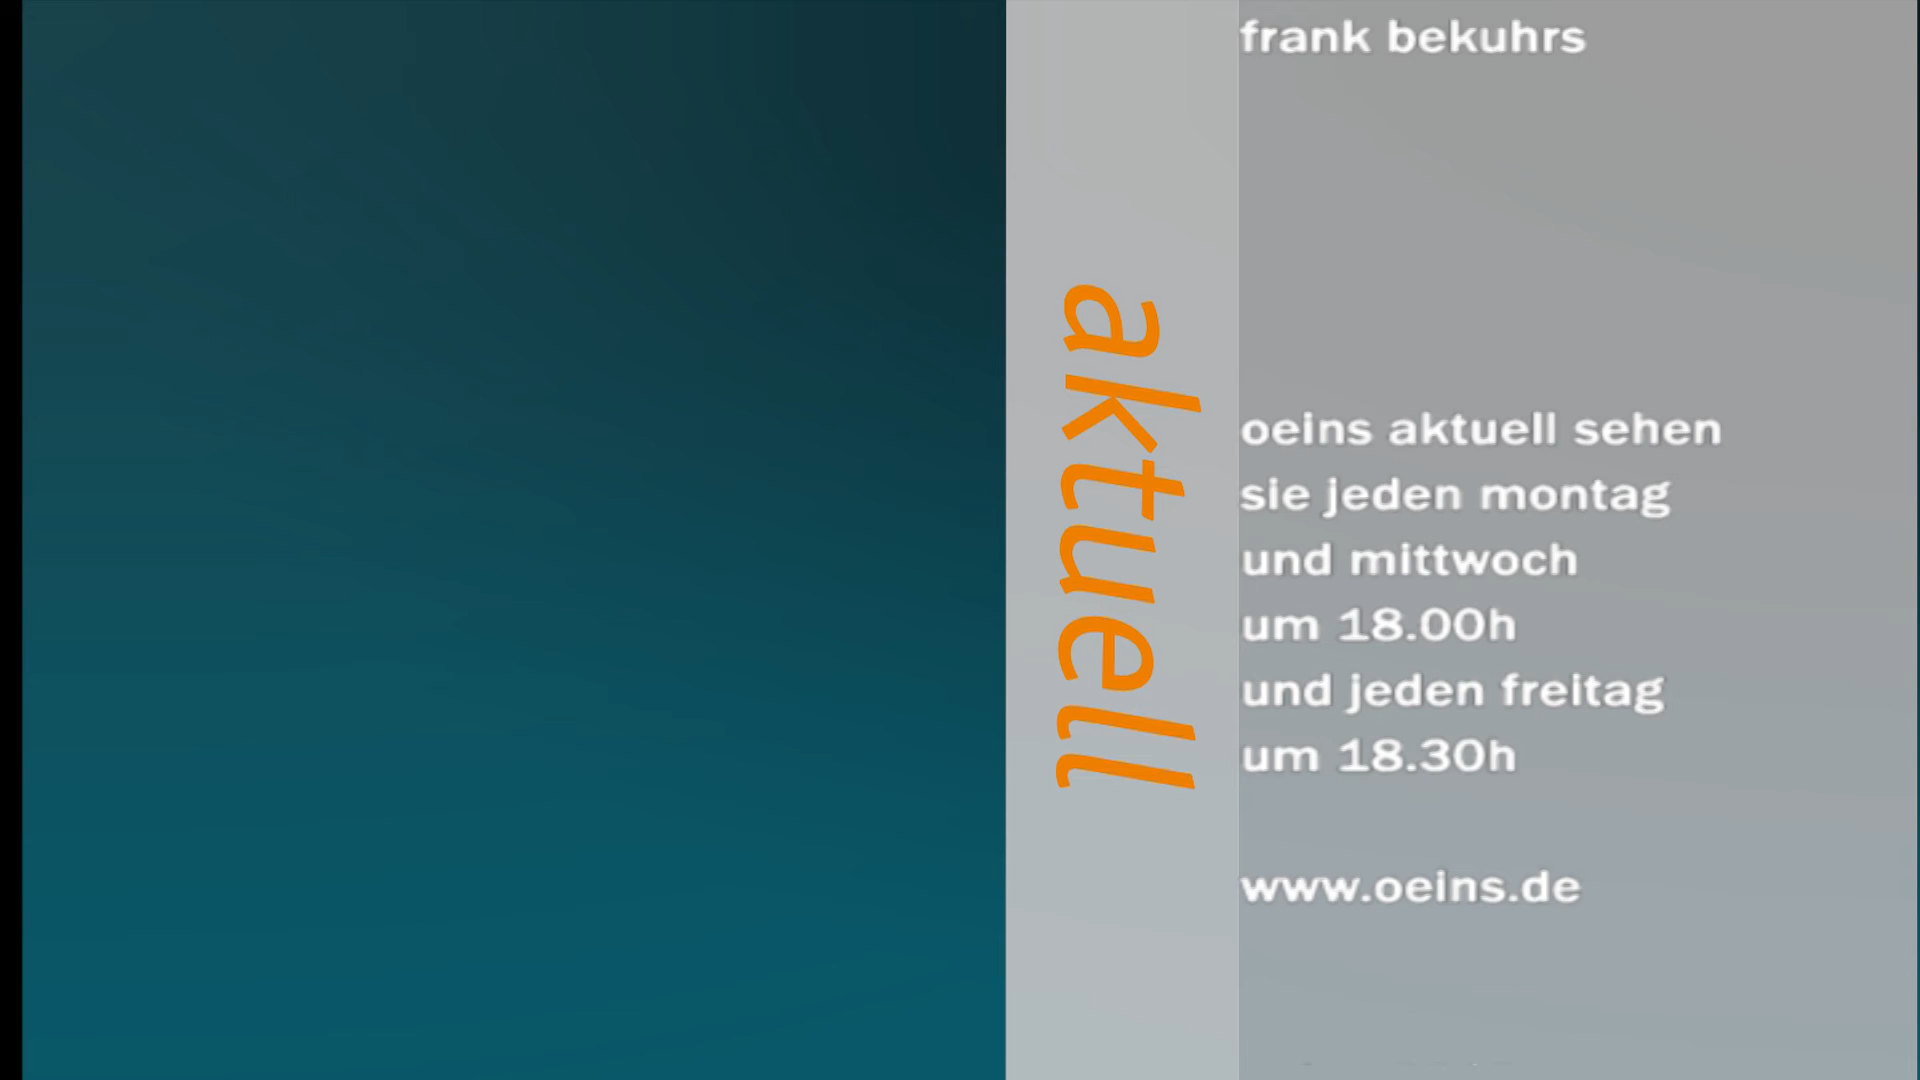 frank bekuhrs
aktuell
oeins aktuell sehen
sie jeden montag
und mittwoch
um 18.00h
und jeden freitag
um 18.30h
www.oeins.de